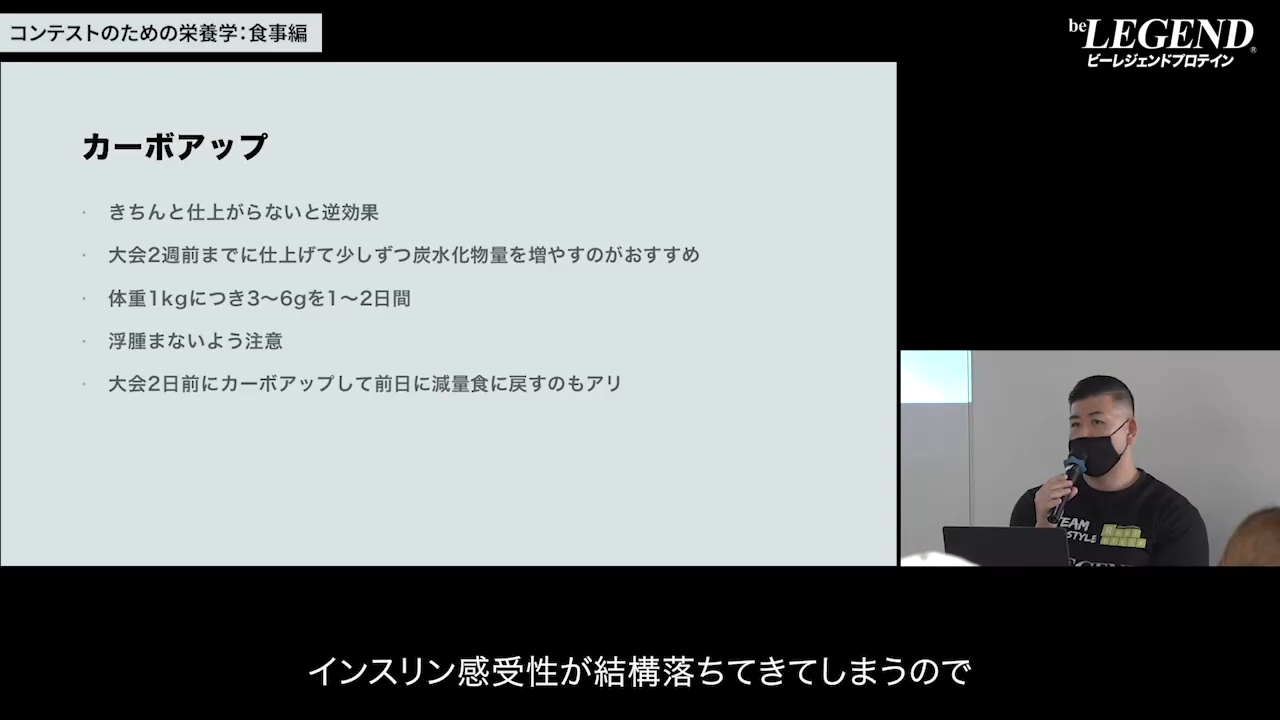 コンテストのための栄養学：食事編
be LEGEND®
ビーレジェンドプロテイン
カーボアップ
· きちんと仕上がらないと逆効果
· 大会2週前までに仕上げて少しずつ炭水化物量を増やすのがおすすめ
· 体重1kgにつき3〜6gを1〜2日間
· 浮腫まないよう注意
· 大会2日前にカーボアップして前日に減量食に戻すのもアリ
TEAM
STYLE
インスリン感受性が結構落ちてきてしまうので